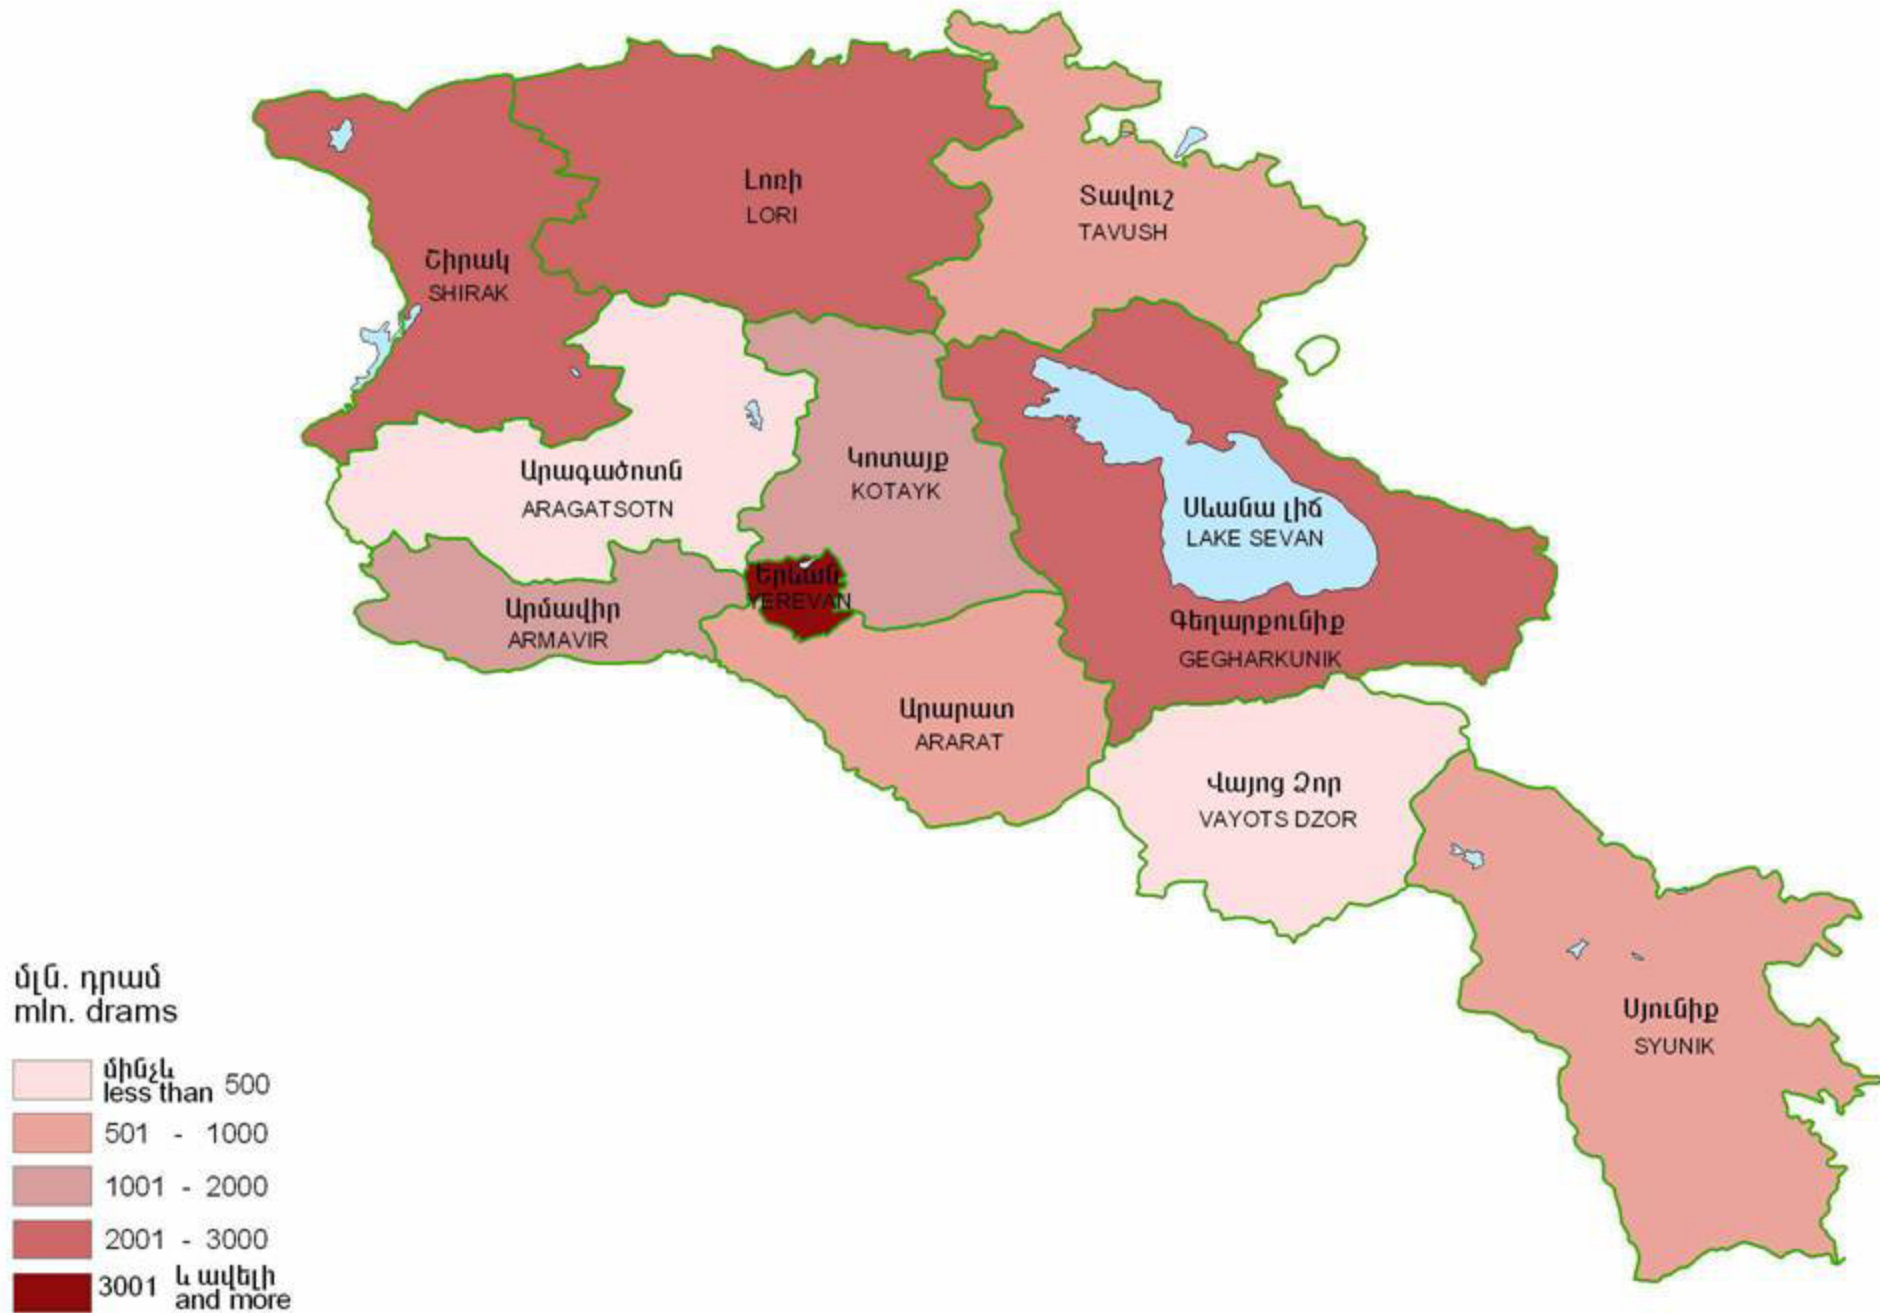 Լոռի
LORI
Տավուշ
TAVUSH
Շիրակ
SHIRAK
Արագածոտն
ARAGATSOTN
Կոտայք
KOTAYK
Սևանա լիճ
LAKE SEVAN
Երևան
YEREVAN
Արմավիր
ARMAVIR
Գեղարքունիք
GEGHARKUNIK
Արարատ
ARARAT
Վայոց Ձոր
VAYOTS DZOR
Սյունիք
SYUNIK
մլն. դրամ
mln. drams
մինչև
less than 500
501 - 1000
1001 - 2000
2001 - 3000
3001 և ավելի
and more